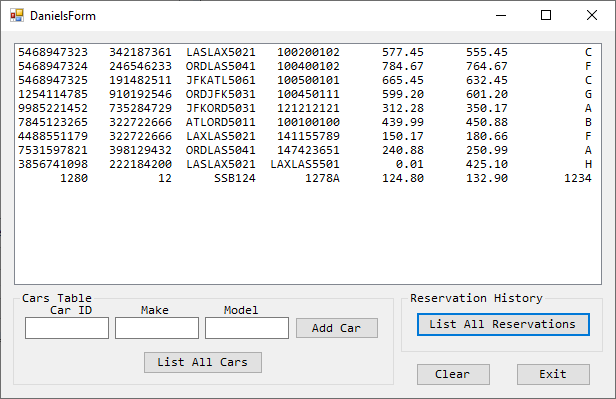 DanielsForm
5468947323 342187361 LASLAX5021 100200102 577.45 555.45 C
5468947324 246546233 ORDLAS5041 100400102 784.67 764.67 F
5468947325 191482511 JFKATL5061 100500101 665.45 632.45 C
1254114785 910192546 ORDJFK5031 100450111 599.20 601.20 G
9985221452 735284729 JFKORD5031 121212121 312.28 350.17 A
7845123265 322722666 ATLORD5011 100100100 439.99 450.88 B
4488551179 322722666 LAXLAS5021 141155789 150.17 180.66 F
7531597821 398129432 ORDLAS5041 147423651 240.88 250.99 A
3856741098 222184200 LASLAX5021 LAXLAS5501 0.01 425.10 H
1280 12 SSB124 1278A 124.80 132.90 1234
Cars Table
Car ID Make Model
Add Car
List All Cars
Reservation History
List All Reservations
Clear Exit